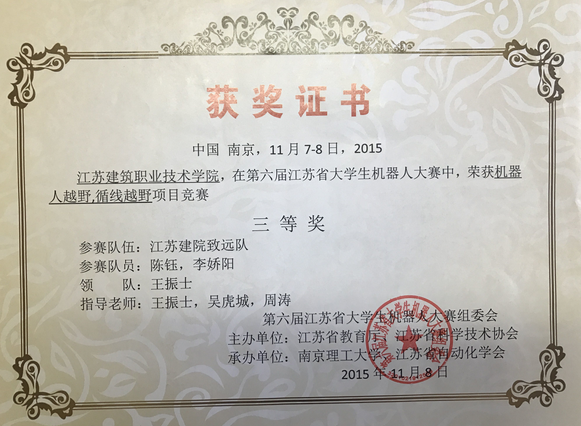 获奖证书
中国 南京，11月7-8日，2015
江苏建筑职业技术学院，在第六届江苏省大学生机器人大赛中，荣获机器
人越野,循线越野项目竞赛
三等奖
参赛队伍：江苏建院致远队
参赛队员：陈钰，李娇阳
领 队：王振士
指导老师：王振士，吴虎城，周涛
第六届江苏省大学生机器人大赛组委会
主办单位：江苏省教育厅、江苏省科学技术协会
承办单位：南京理工大学、江苏省自动化学会
2015年11月8日